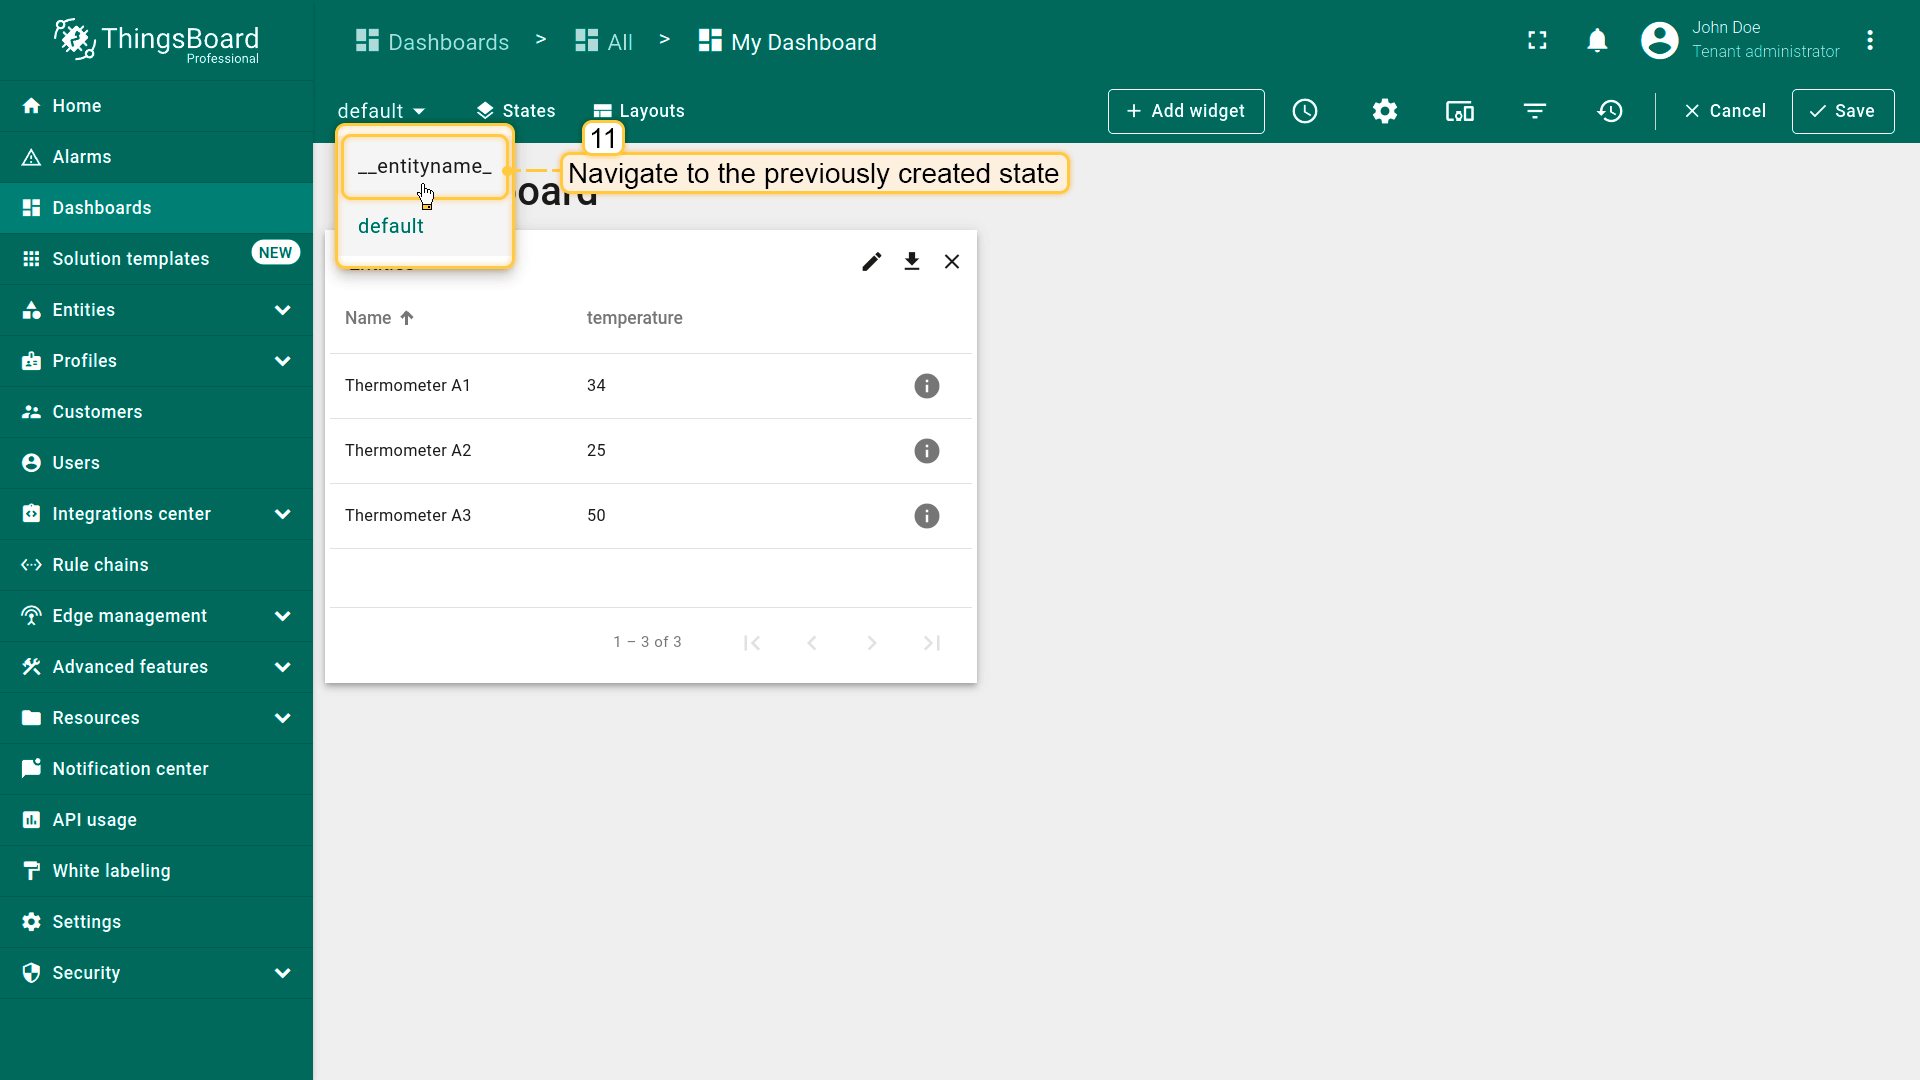 ThingsBoard
Professional
Dashboards > All > My Dashboard
John Doe
Tenant administrator
default
States
Layouts
+ Add widget
Cancel
Save
Home
Alarms
Dashboards
Solution templates
NEW
Entities
Profiles
Customers
Users
Integrations center
Rule chains
Edge management
Advanced features
Resources
Notification center
API usage
White labeling
Settings
Security
__entityname_
default
11
Navigate to the previously created state
Name
temperature
Thermometer A1
34
Thermometer A2
25
Thermometer A3
50
1 – 3 of 3